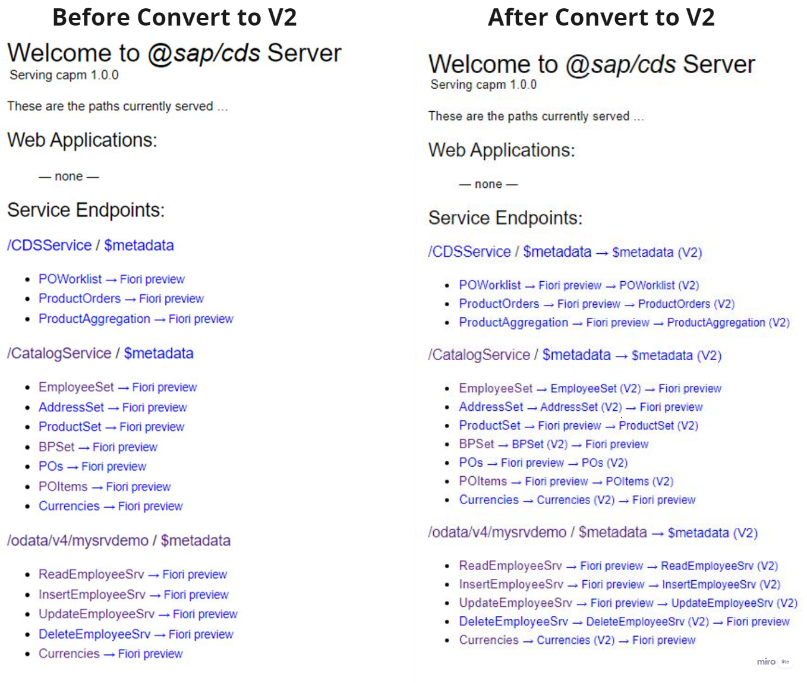 Before Convert to V2
Welcome to @sap/cds Server
Serving capm 1.0.0
These are the paths currently served …
Web Applications:
— none —
Service Endpoints:
/CDSService / $metadata
• POWorklist → Fiori preview
• ProductOrders → Fiori preview
• ProductAggregation → Fiori preview
/CatalogService / $metadata
• EmployeeSet → Fiori preview
• AddressSet → Fiori preview
• ProductSet → Fiori preview
• BPSet → Fiori preview
• POs → Fiori preview
• POItems → Fiori preview
• Currencies → Fiori preview
/odata/v4/mysrvdemo / $metadata
• ReadEmployeeSrv → Fiori preview
• InsertEmployeeSrv → Fiori preview
• UpdateEmployeeSrv → Fiori preview
• DeleteEmployeeSrv → Fiori preview
• Currencies → Fiori preview
After Convert to V2
Welcome to @sap/cds Server
Serving capm 1.0.0
These are the paths currently served …
Web Applications:
— none —
Service Endpoints:
/CDSService / $metadata → $metadata (V2)
• POWorklist → Fiori preview → POWorklist (V2)
• ProductOrders → Fiori preview → ProductOrders (V2)
• ProductAggregation → Fiori preview → ProductAggregation (V2)
/CatalogService / $metadata → $metadata (V2)
• EmployeeSet → EmployeeSet (V2) → Fiori preview
• AddressSet → AddressSet (V2) → Fiori preview
• ProductSet → Fiori preview → ProductSet (V2)
• BPSet → BPSet (V2) → Fiori preview
• POs → Fiori preview → POs (V2)
• POItems → Fiori preview → POItems (V2)
• Currencies → Currencies (V2) → Fiori preview
/odata/v4/mysrvdemo / $metadata → $metadata (V2)
• ReadEmployeeSrv → Fiori preview → ReadEmployeeSrv (V2)
• InsertEmployeeSrv → Fiori preview → InsertEmployeeSrv (V2)
• UpdateEmployeeSrv → Fiori preview → UpdateEmployeeSrv (V2)
• DeleteEmployeeSrv → DeleteEmployeeSrv (V2) → Fiori preview
• Currencies → Currencies (V2) → Fiori preview
miro